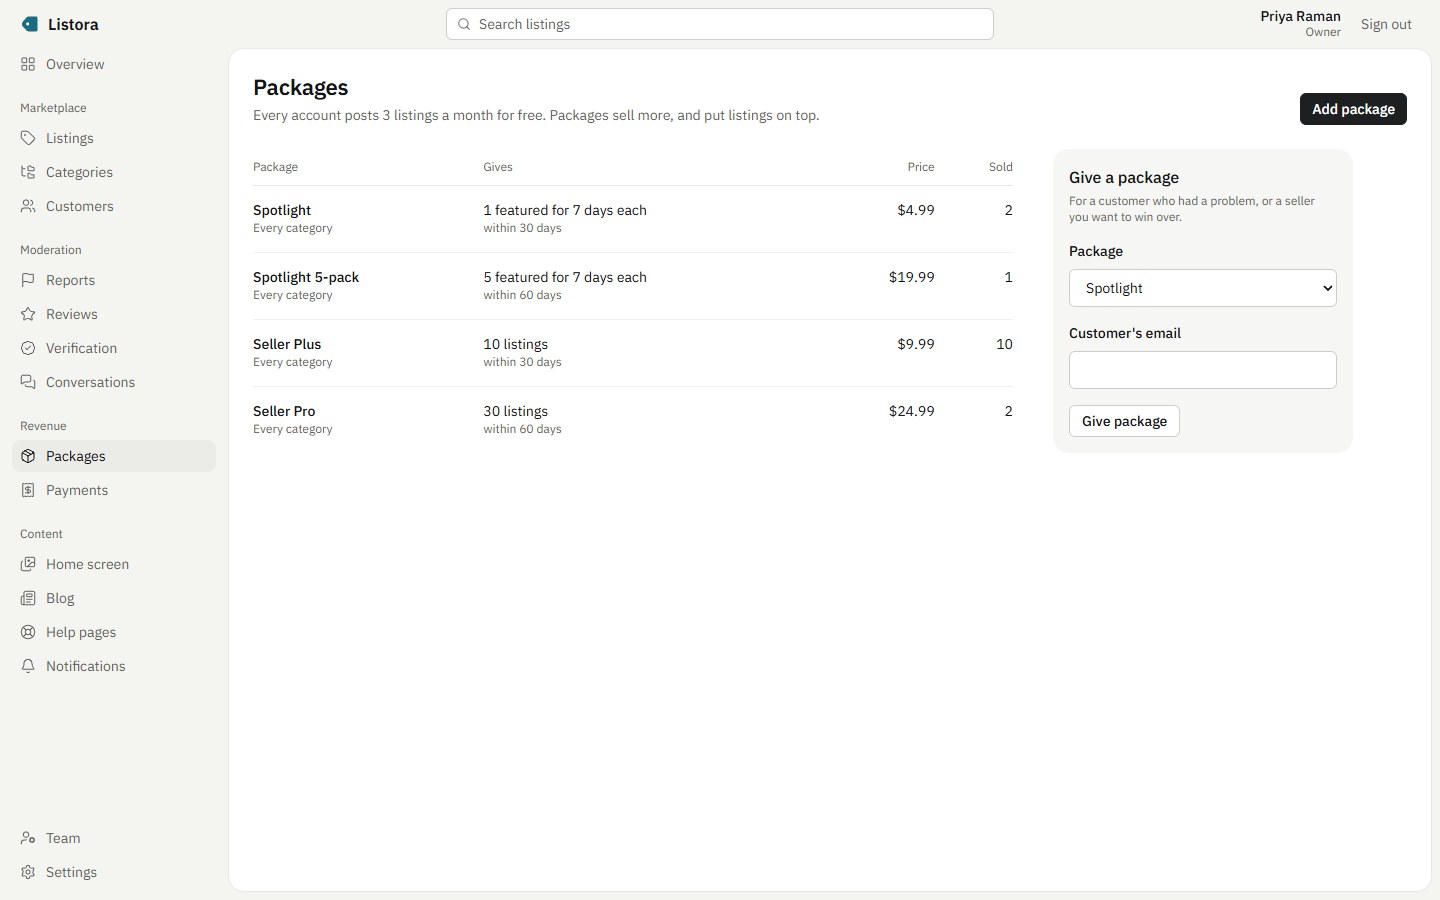 Listora
Search listings
Priya Raman
Owner
Sign out
Overview
Marketplace
Listings
Categories
Customers
Moderation
Reports
Reviews
Verification
Conversations
Revenue
Packages
Payments
Content
Home screen
Blog
Help pages
Notifications
Team
Settings
Packages
Every account posts 3 listings a month for free. Packages sell more, and put listings on top.
Add package
Package Gives Price Sold
Spotlight 1 featured for 7 days each $4.99 2
Every category within 30 days
Spotlight 5-pack 5 featured for 7 days each $19.99 1
Every category within 60 days
Seller Plus 10 listings $9.99 10
Every category within 30 days
Seller Pro 30 listings $24.99 2
Every category within 60 days
Give a package
For a customer who had a problem, or a seller
you want to win over.
Package
Spotlight
Customer's email
Give package